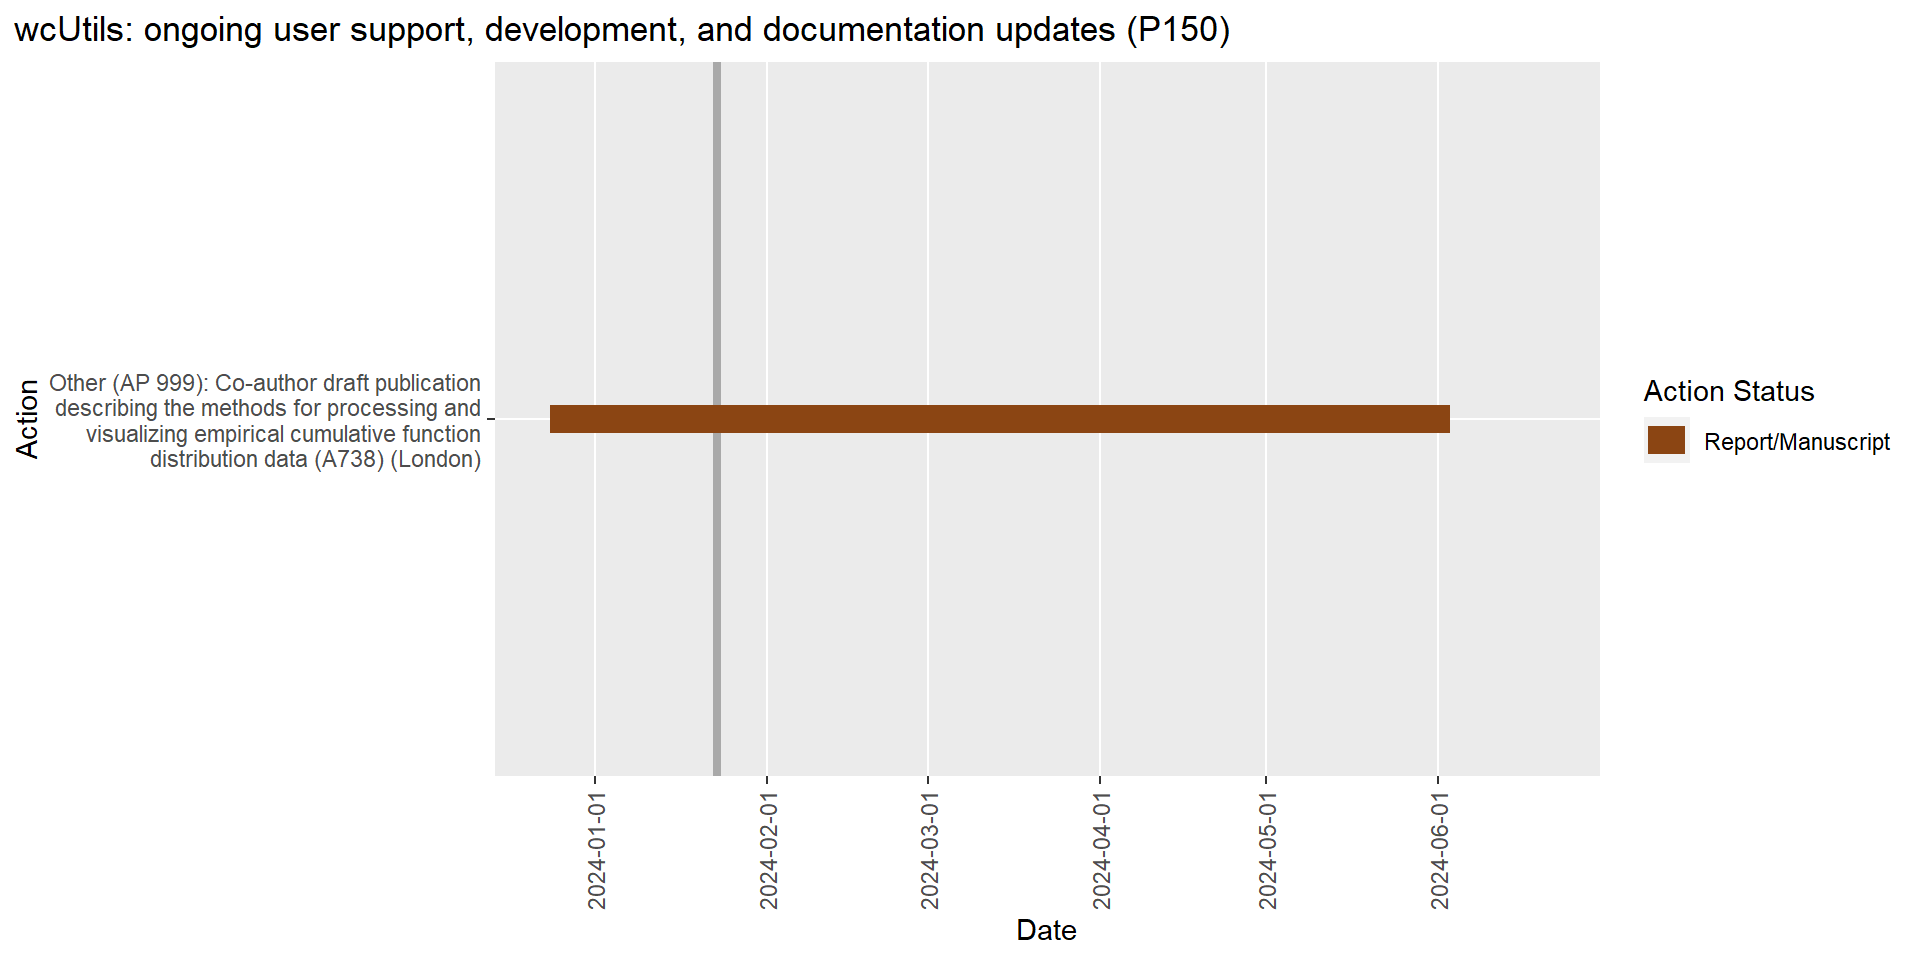 wcUtils: ongoing user support, development, and documentation updates (P150)
Action
Other (AP 999): Co-author draft publication
describing the methods for processing and
visualizing empirical cumulative function
distribution data (A738) (London)
Action Status
Report/Manuscript
2024-01-01
2024-02-01
2024-03-01
2024-04-01
2024-05-01
2024-06-01
Date